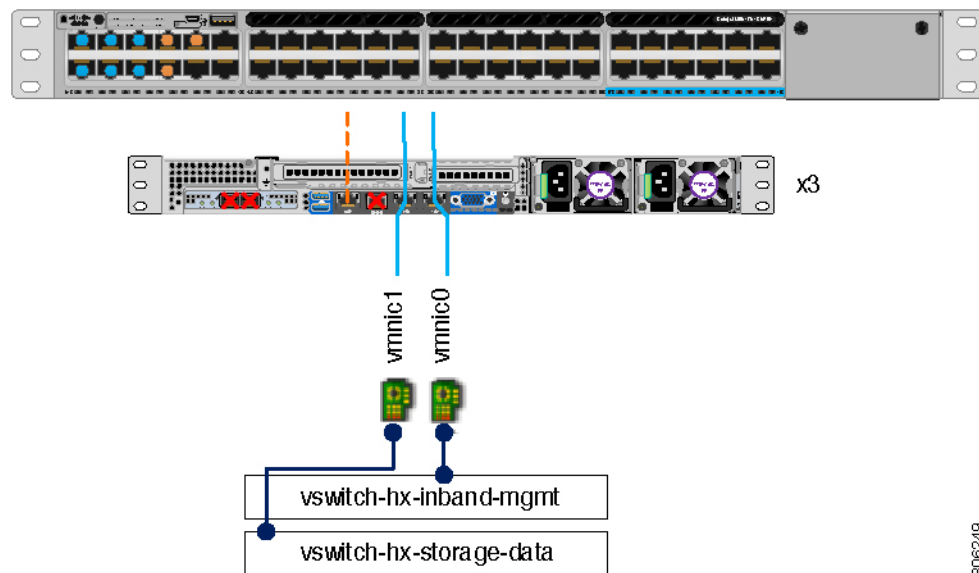 x3
vmnic1
vmnic0
vswitch-hx-inband-mgmt
vswitch-hx-storage-data